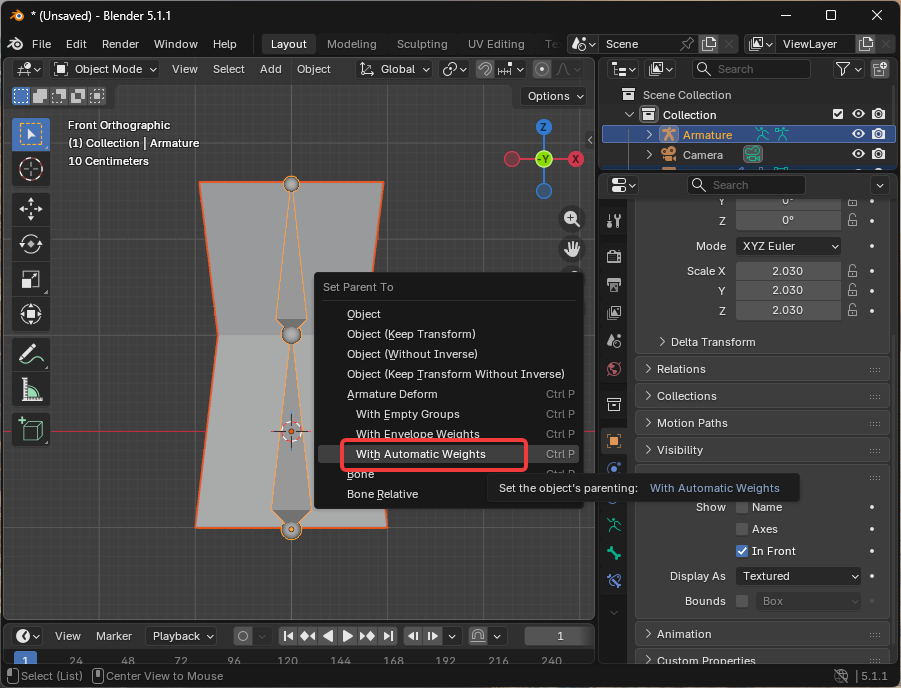 * (Unsaved) - Blender 5.1.1
File Edit Render Window Help Layout Modeling Sculpting UV Editing Scene ViewLayer
Object Mode View Select Add Object Global Search
Options
Scene Collection
Collection
Armature
Camera
Front Orthographic
(1) Collection | Armature
10 Centimeters
Z
-Y X
Search
Y 0°
Z 0°
Mode XYZ Euler
Scale X 2.030
Y 2.030
Z 2.030
Delta Transform
Relations
Collections
Motion Paths
Visibility
Set Parent To
Object
Object (Keep Transform)
Object (Without Inverse)
Object (Keep Transform Without Inverse)
Armature Deform Ctrl P
With Empty Groups Ctrl P
With Envelope Weights Ctrl P
With Automatic Weights Ctrl P
Bone Ctrl P
Bone Relative
Set the object's parenting: With Automatic Weights
Show Name
Axes
In Front
Display As Textured
Bounds Box
Animation
Custom Properties
View Marker Playback 1
1 24 48 72 96 120 144 168 192 216 240
Select (List) Center View to Mouse 5.1.1